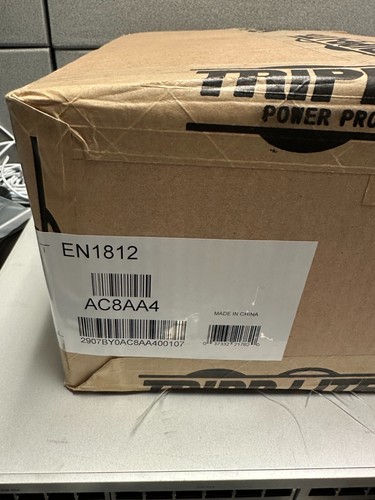 TRIPP
POWER PRO
EN1812
AC8AA4
MADE IN CHINA
2907BY0AC8AA400107
TRIPP LITE